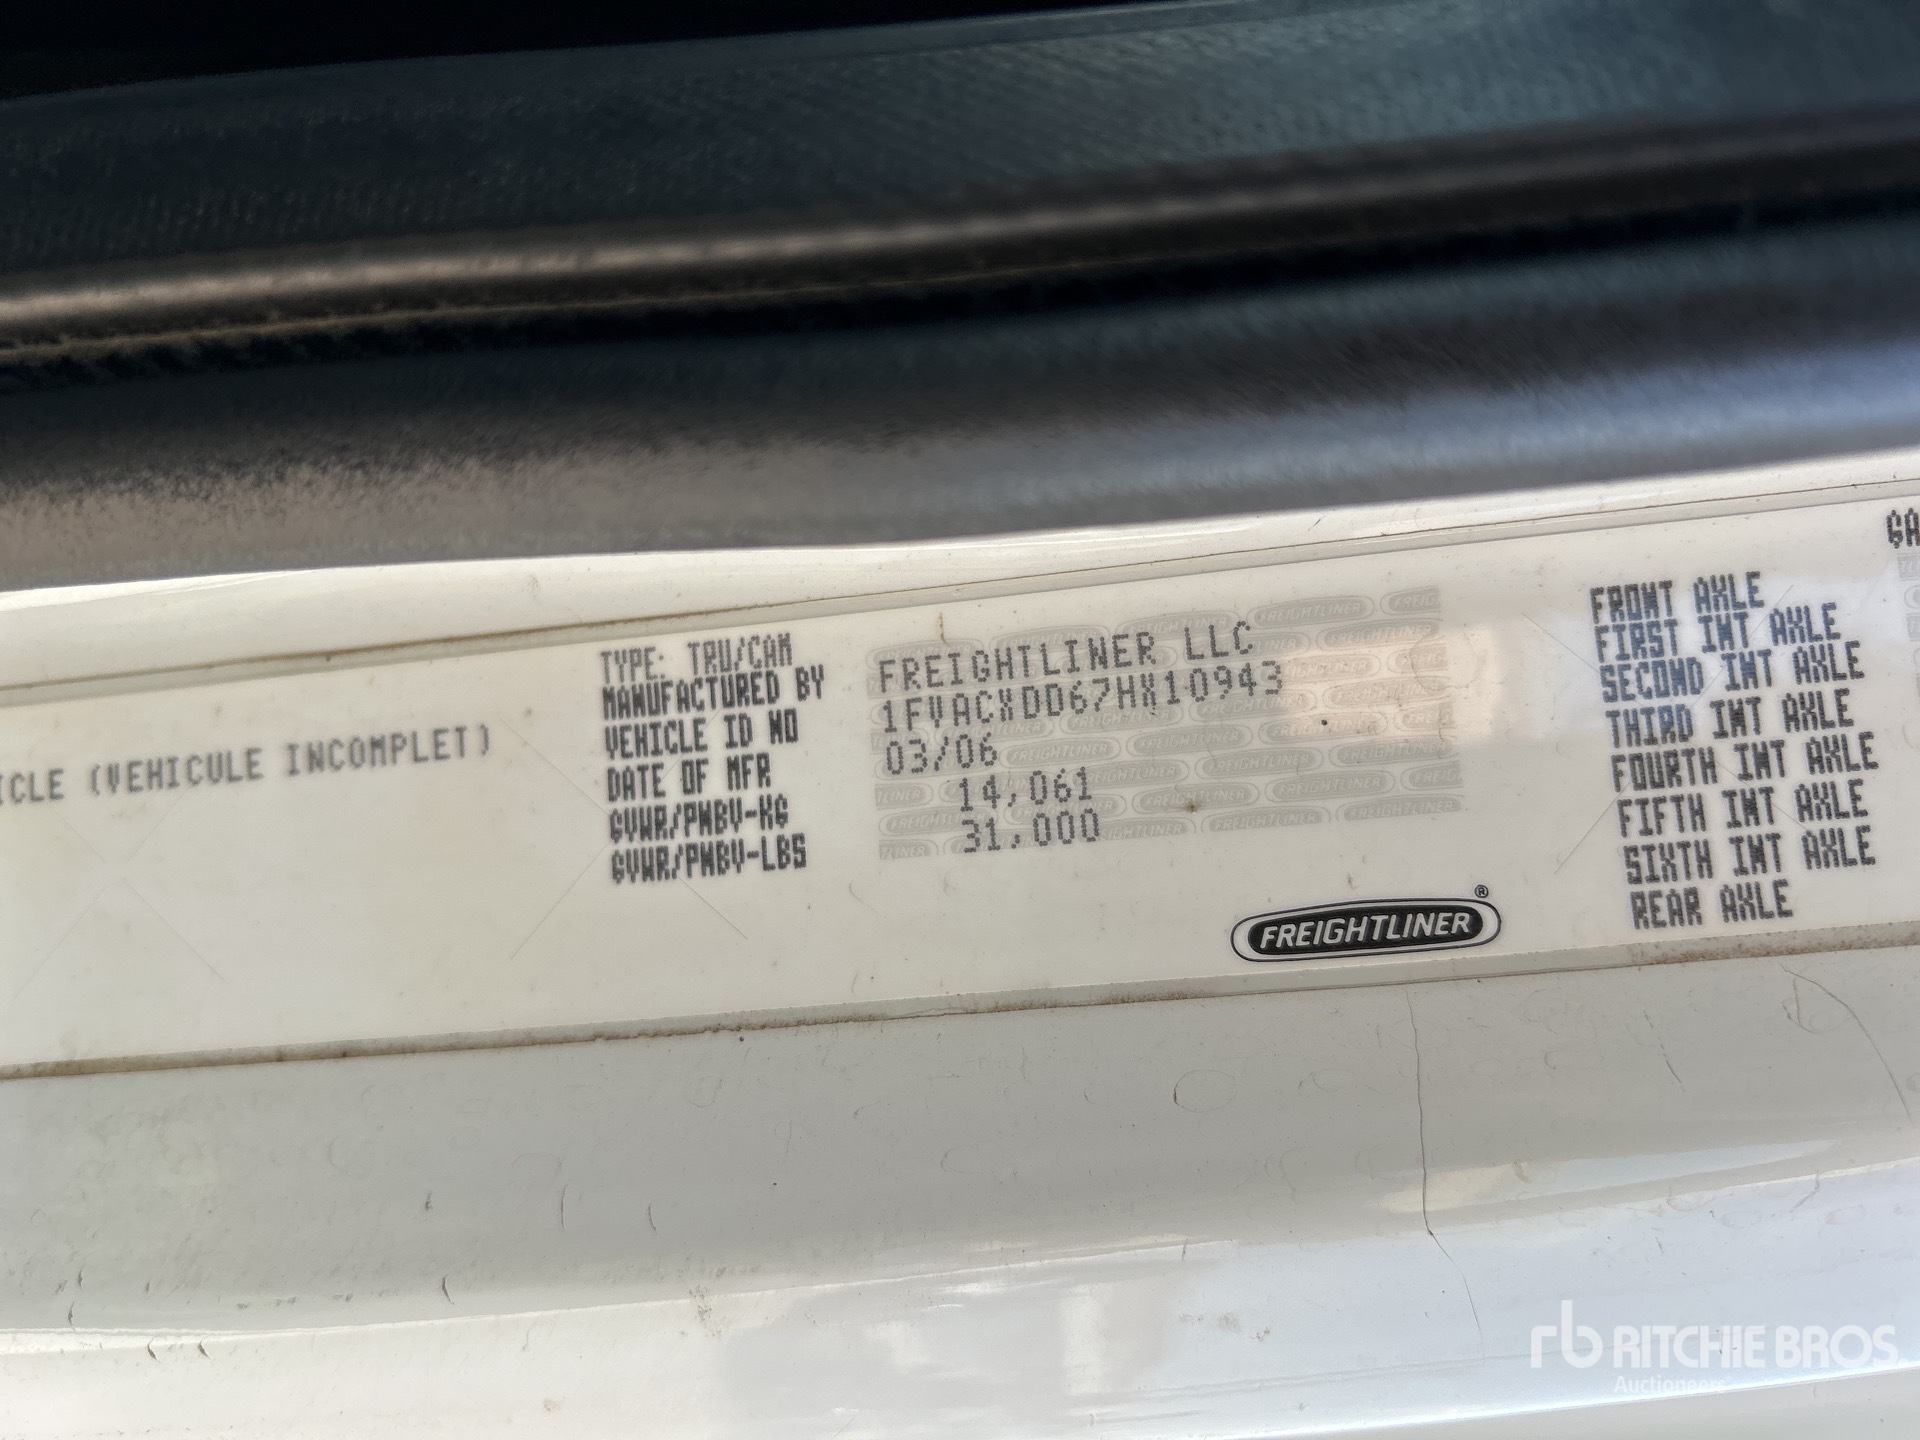 ICLE (VEHICULE INCOMPLET)
TYPE: TRU/CAM
MANUFACTURED BY FREIGHTLINER LLC
VEHICLE ID NO 1FVACXDD67HX10943
DATE OF MFR 03/06
GVWR/PNBV-KG 14,061
GVWR/PNBV-LBS 31,000
FREIGHTLINER ®
GA
FRONT AXLE
FIRST INT AXLE
SECOND INT AXLE
THIRD INT AXLE
FOURTH INT AXLE
FIFTH INT AXLE
SIXTH INT AXLE
REAR AXLE
rb RITCHIE BROS
Auctioneers